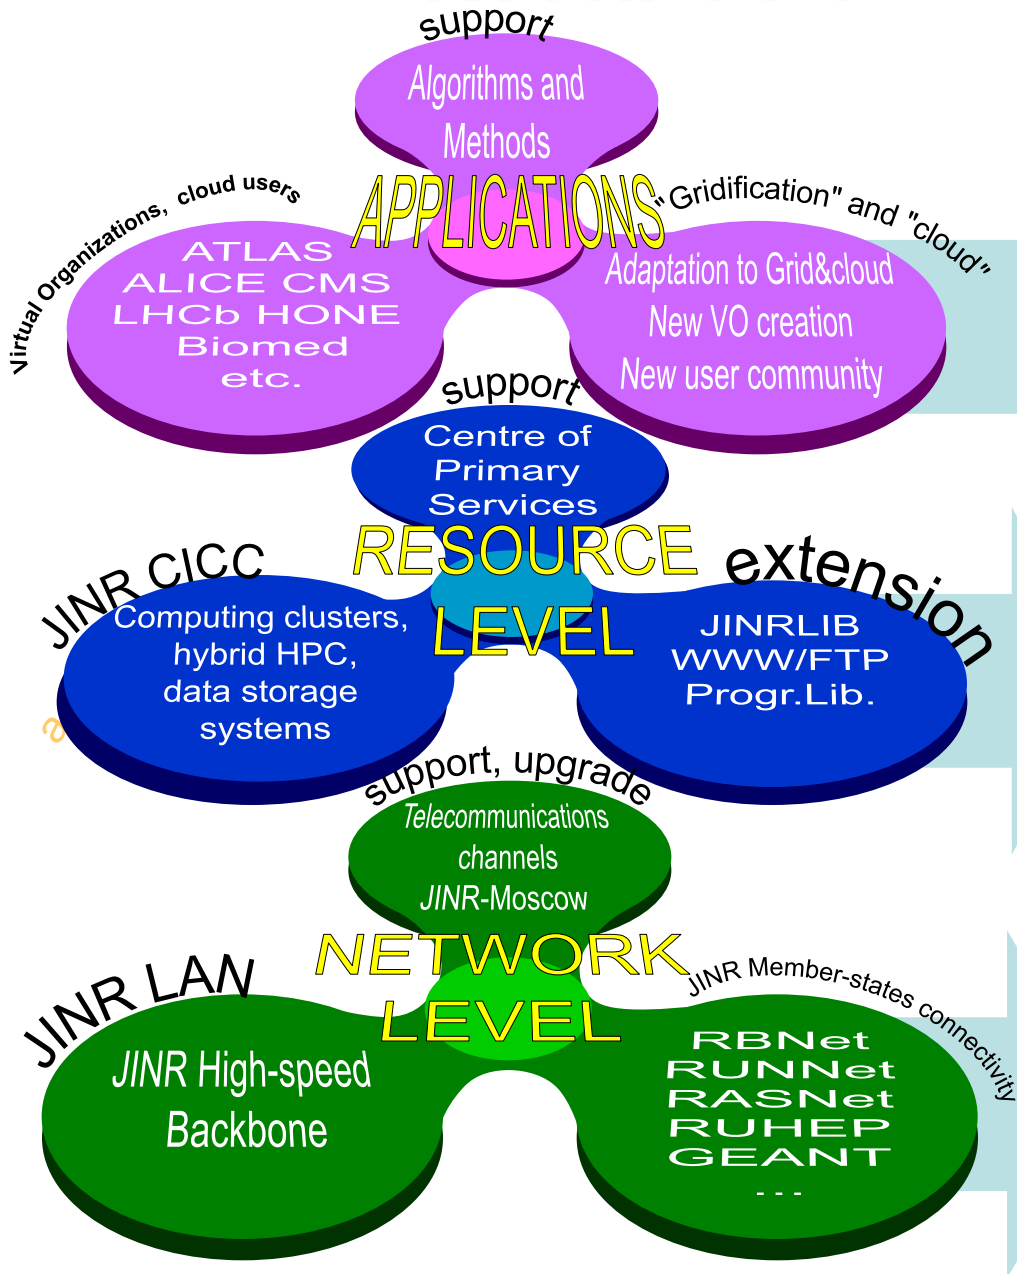 support
Algorithms and
Methods
APPLICATIONS
Virtual Organizations, cloud users
ATLAS
ALICE CMS
LHCb HONE
Biomed
etc.
"Gridification" and "cloud"
Adaptation to Grid&cloud
New VO creation
New user community
support
Centre of
Primary
Services
RESOURCE
LEVEL
JINR CICC
Computing clusters,
hybrid HPC,
data storage
systems
a
extension
JINRLIB
WWW/FTP
Progr.Lib.
support, upgrade
Telecommunications
channels
JINR-Moscow
NETWORK
LEVEL
JINR LAN
JINR High-speed
Backbone
JINR Member-states connectivity
RBNet
RUNNet
RASNet
RUHEP
GEANT
- - -